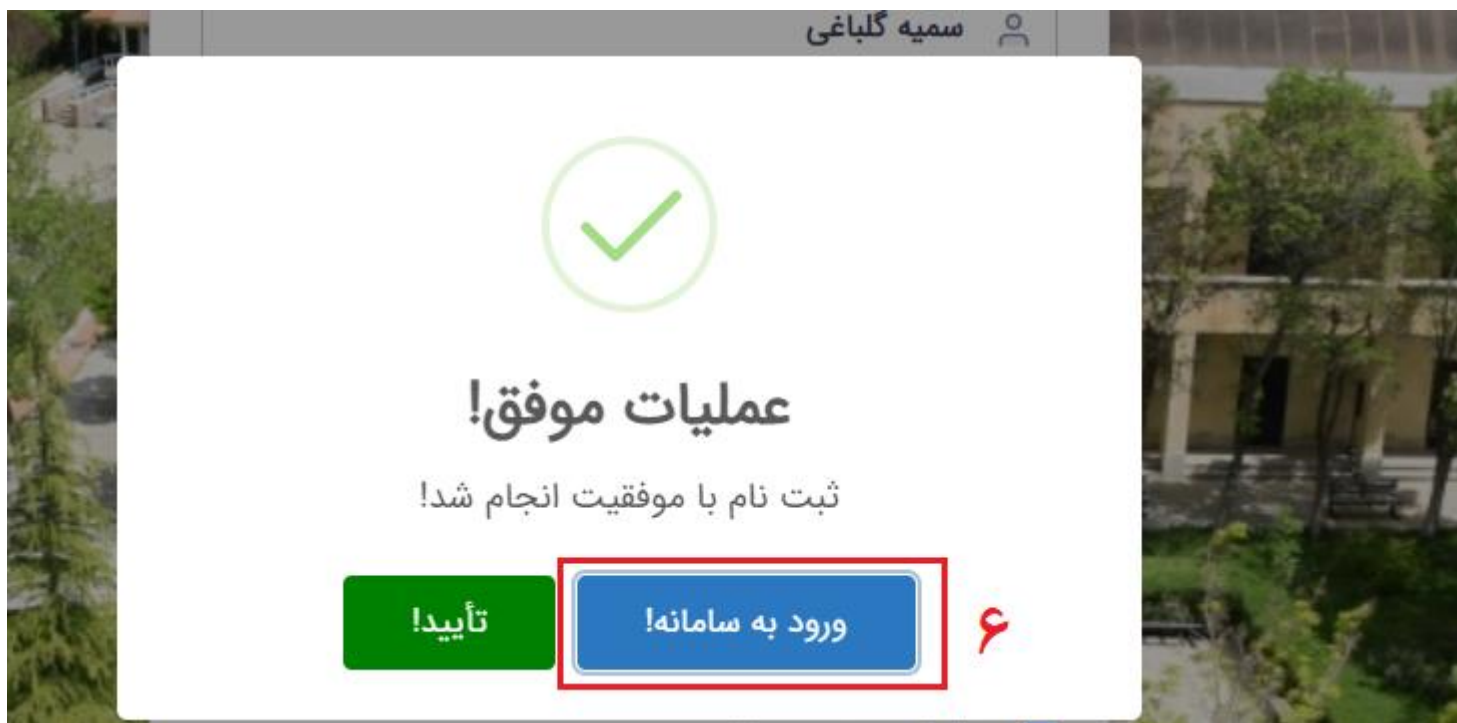 سمیه گلباغی
عملیات موفق!
ثبت نام با موفقیت انجام شد!
ورود به سامانه!
تأیید!
۶